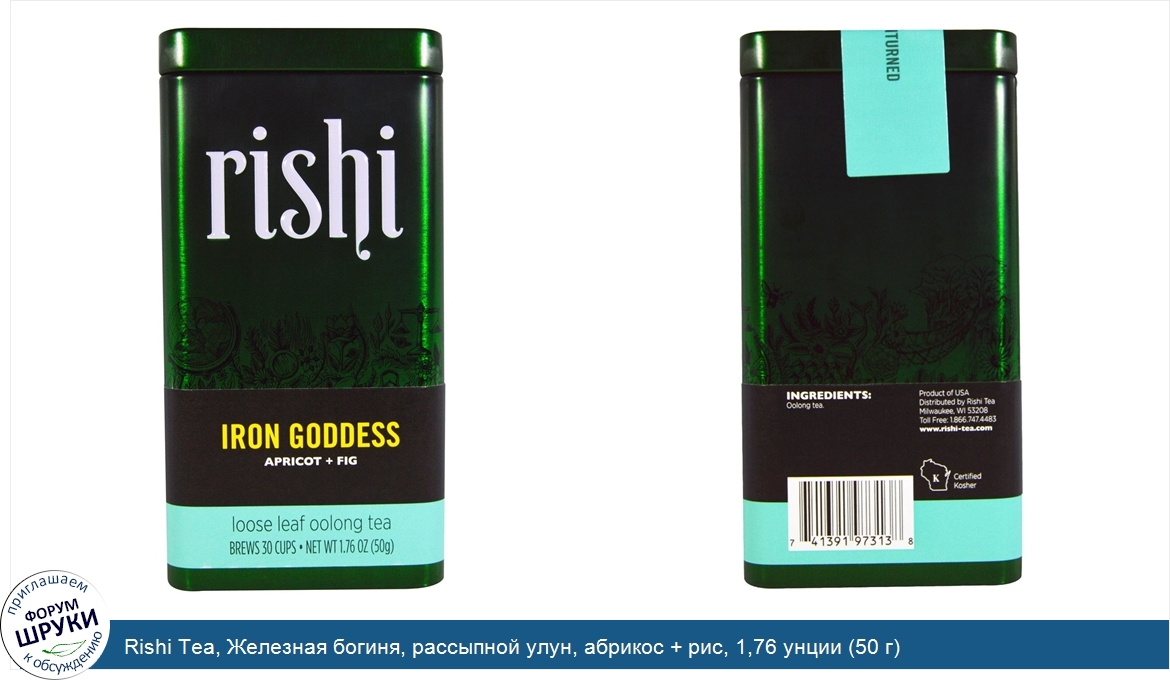 rishi
IRON GODDESS
APRICOT + FIG
loose leaf oolong tea
BREWS 30 CUPS • NET WT 1.76 OZ (50g)
TURNED
INGREDIENTS:
Oolong tea.
Product of USA
Distributed by Rishi Tea
Milwaukee, WI 53208
Toll Free: 1.866.747.4483
www.rishi-tea.com
K
Certified
Kosher
7 41391 97313 8
приглашаем
ФОРУМ
ШРУКИ
к обсуждению
Rishi Tea, Железная богиня, рассыпной улун, абрикос + рис, 1,76 унции (50 г)